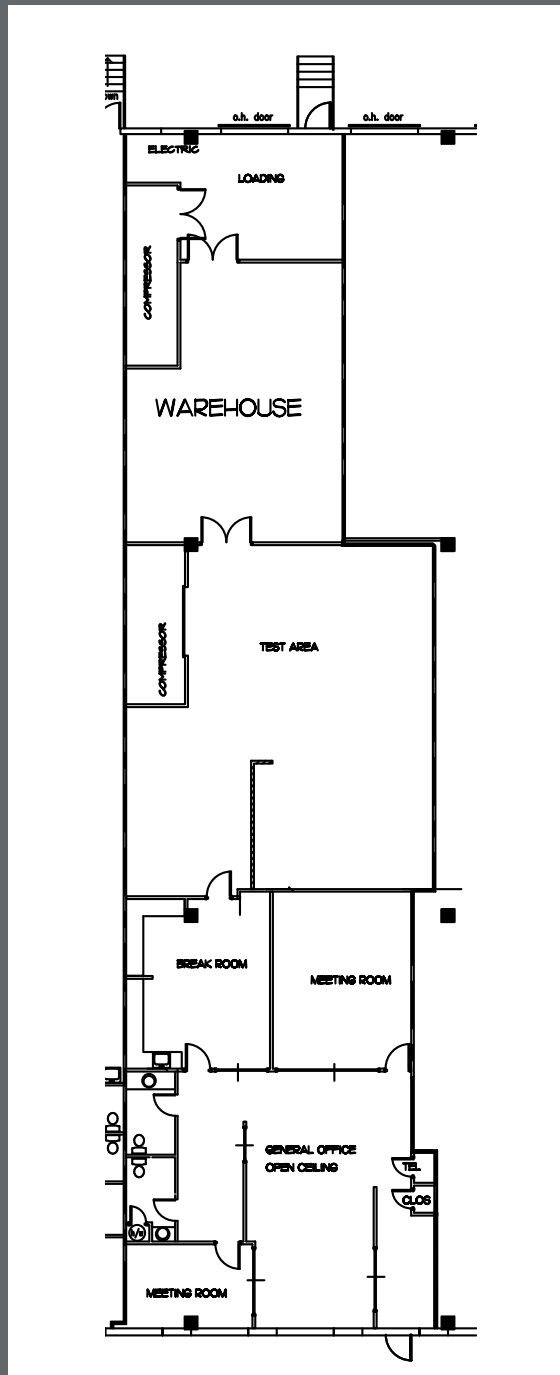 own
o.h. door
o.h. door
ELECTRIC
LOADING
COMPRESSOR
WAREHOUSE
TEST AREA
COMPRESSOR
BREAK ROOM
MEETING ROOM
GENERAL OFFICE
OPEN CEILING
TEL
CLOS
MEETING ROOM